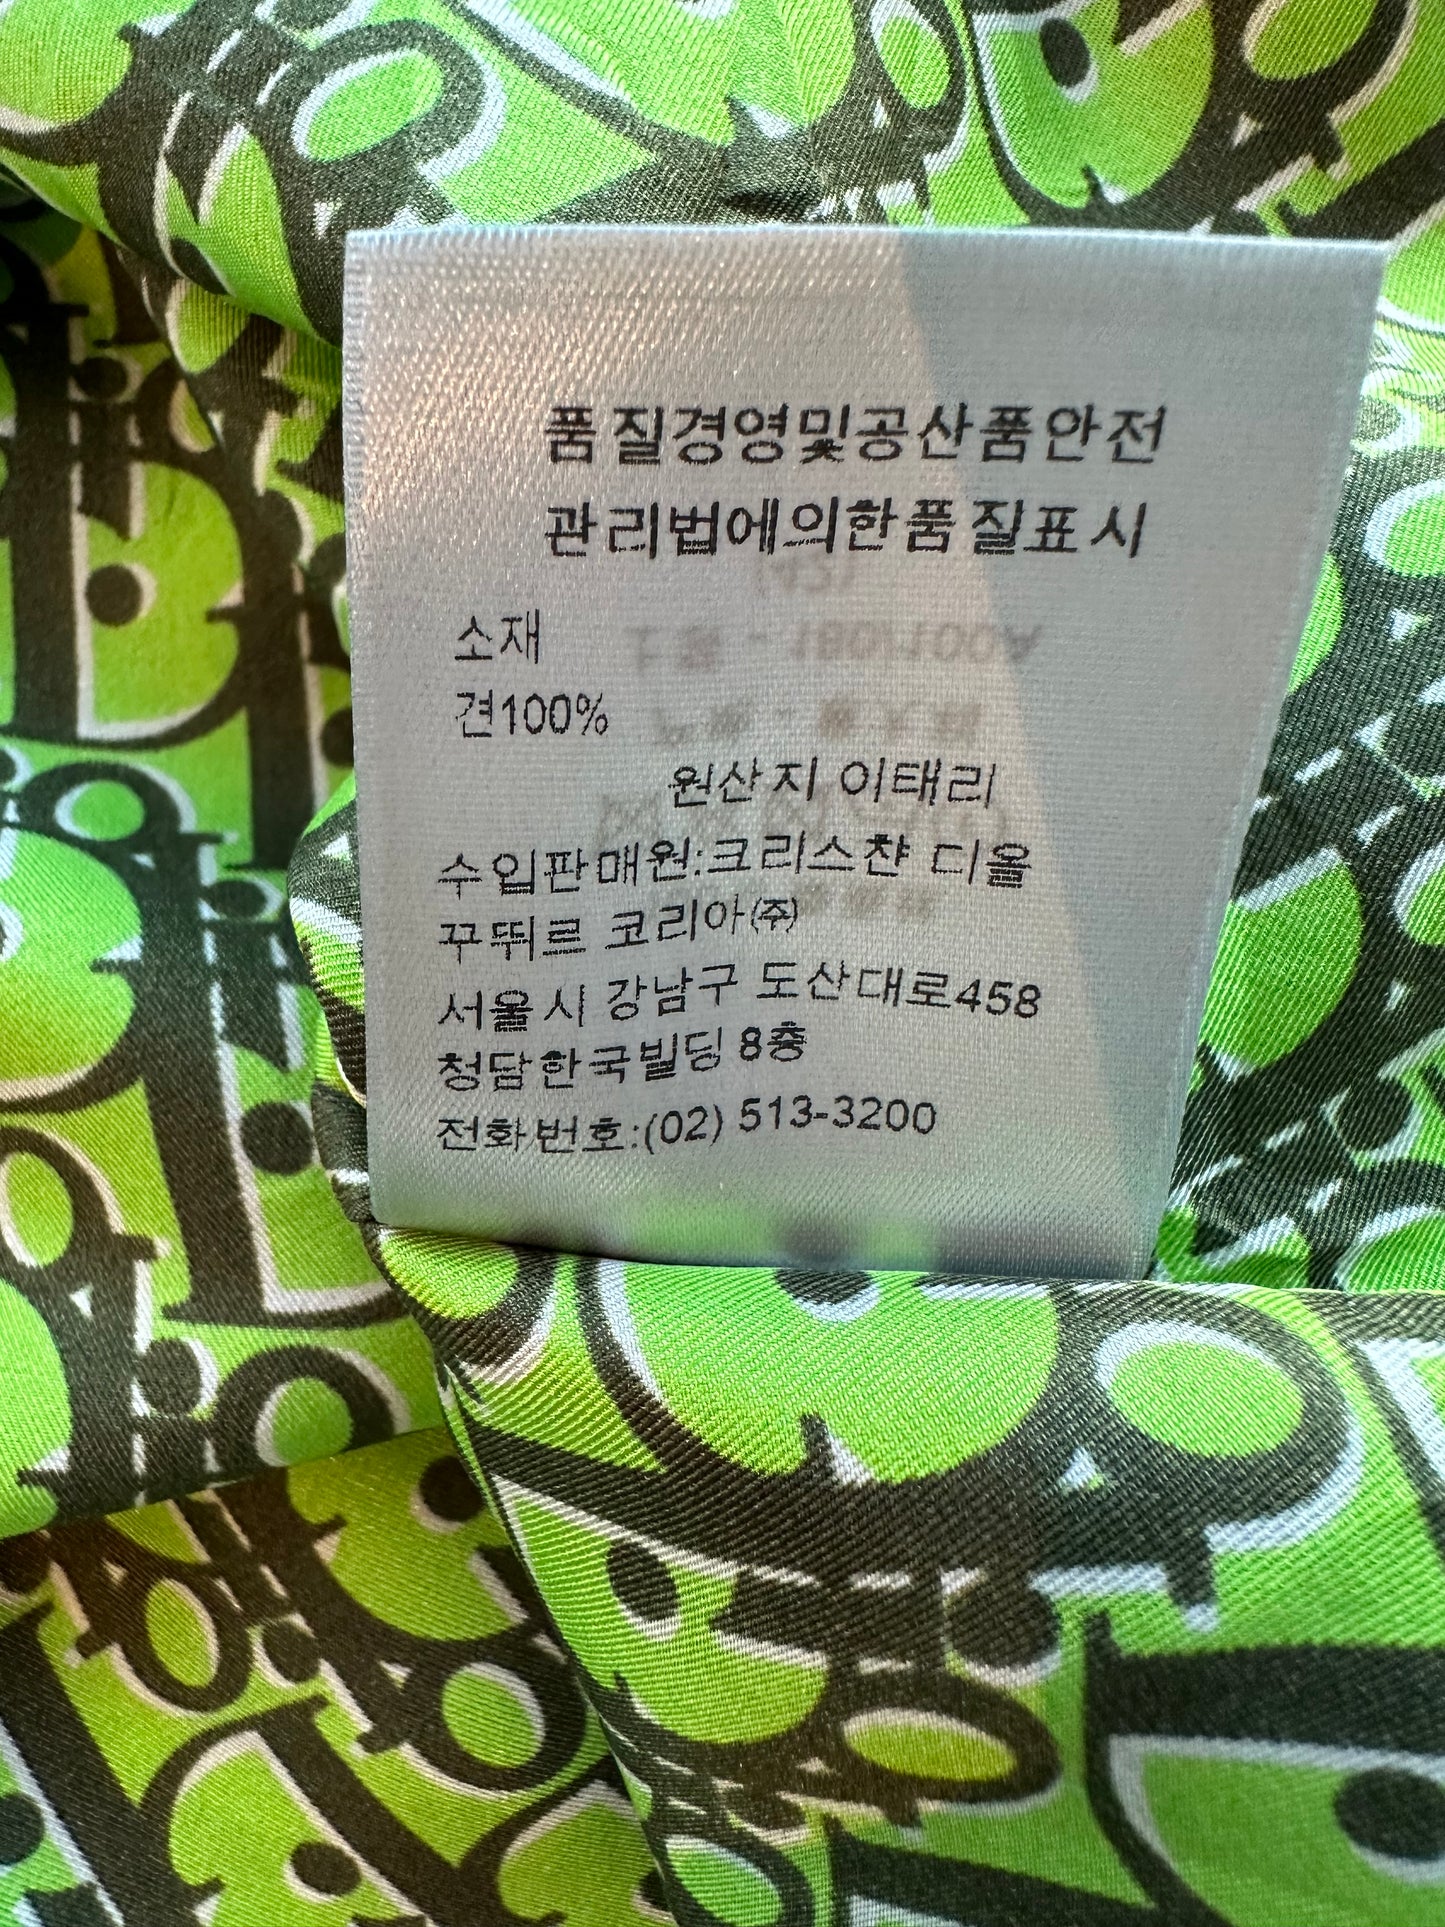 품질경영및공산품안전
관리법에의한품질표시
소재
견100%
원산지 이태리
수입판매원:크리스챤 디올
꾸뛰르 코리아㈜
서울시 강남구 도산대로458
청담한국빌딩 8층
전화번호:(02) 513-3200